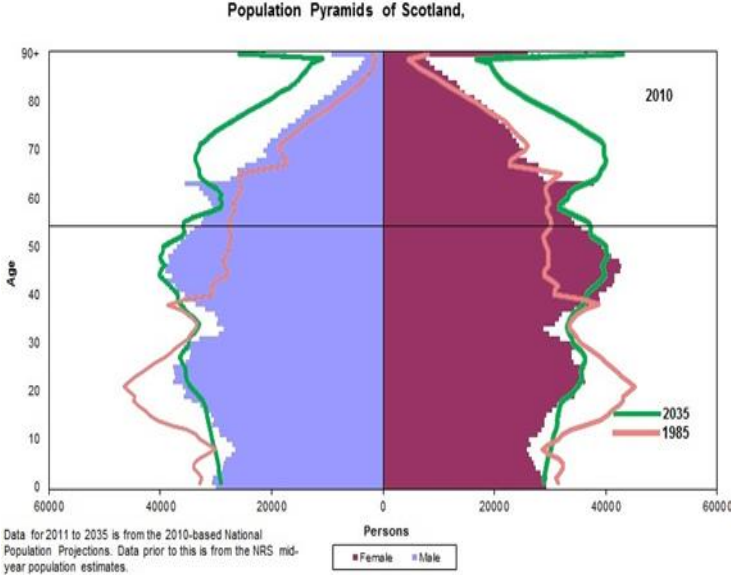 Population Pyramids of Scotland,
90+
80
70
60
50
40
30
20
10
0
Age
2010
2035
1985
60000 40000 20000 0 20000 40000 60000
Persons
Female Male
Data for 2011 to 2035 is from the 2010-based National
Population Projections. Data prior to this is from the NRS mid-
year population estimates.